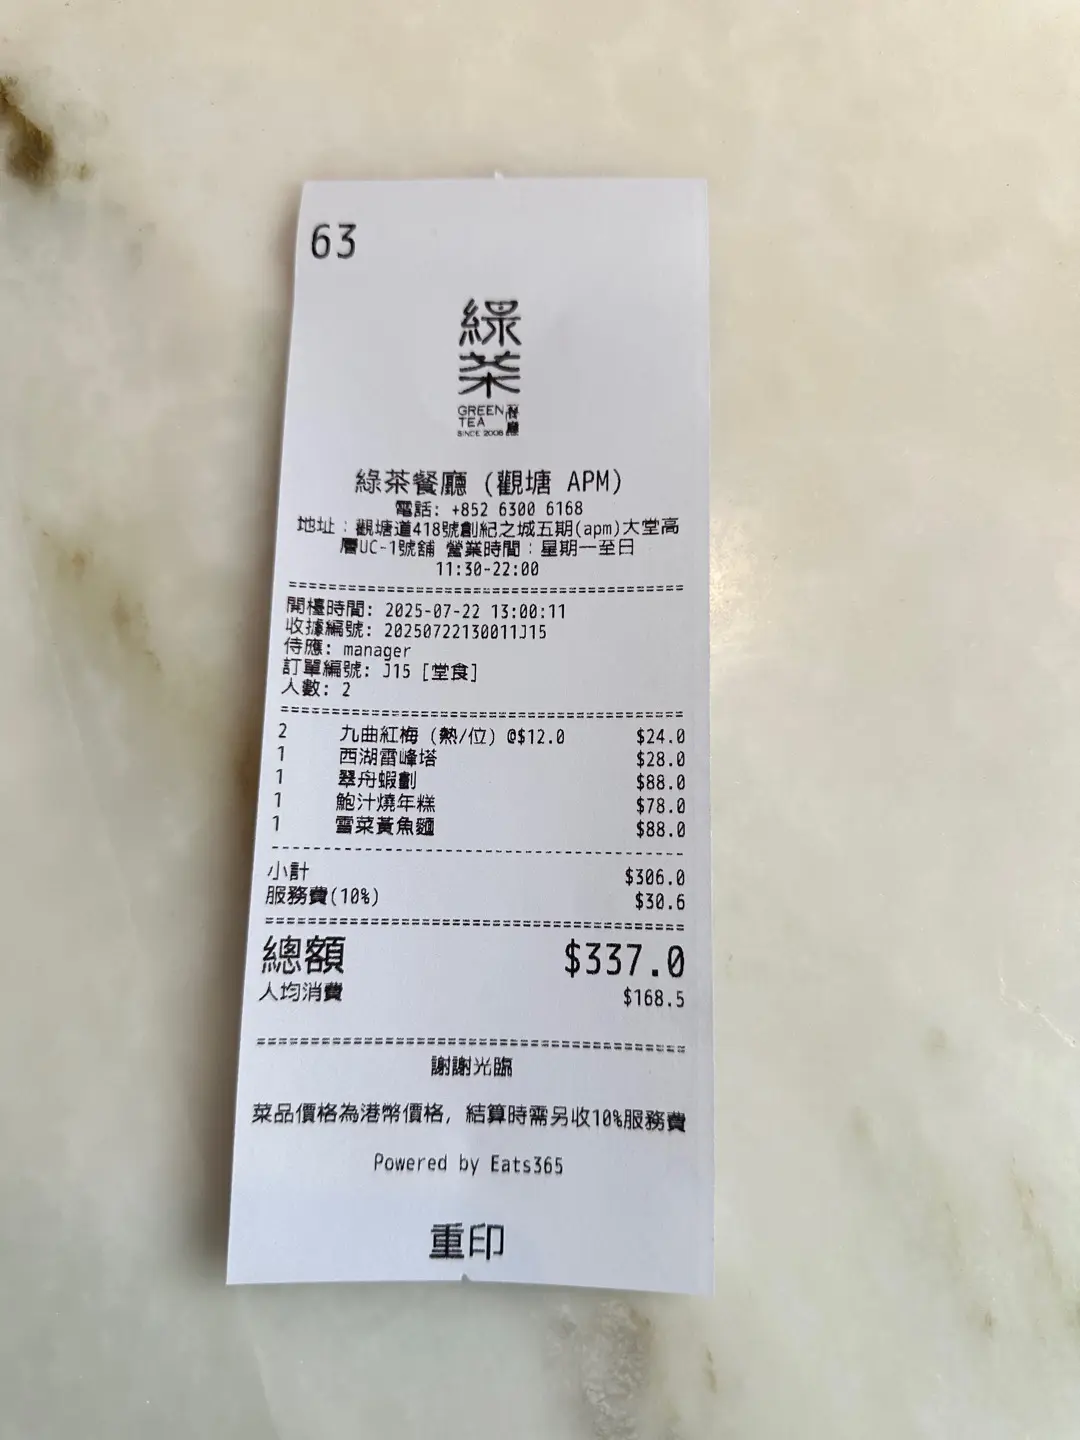 63
綠茶
GREEN TEA
餐廳
SINCE 2008
綠茶餐廳 (觀塘 APM)
電話: +852 6300 6168
地址：觀塘道418號創紀之城五期(apm)大堂高
層UC-1號舖 營業時間：星期一至日
11:30-22:00
開檯時間: 2025-07-22 13:00:11
收據編號: 20250722130011J15
侍應: manager
訂單編號: J15 [堂食]
人數: 2
2 九曲紅梅 (熱/位) @$12.0 $24.0
1 西湖雷峰塔 $28.0
1 翠舟蝦劃 $88.0
1 鮑汁燒年糕 $78.0
1 雪菜黃魚麵 $88.0
小計 $306.0
服務費(10%) $30.6
總額 $337.0
人均消費 $168.5
謝謝光臨
菜品價格為港幣價格, 結算時需另收10%服務費
Powered by Eats365
重印